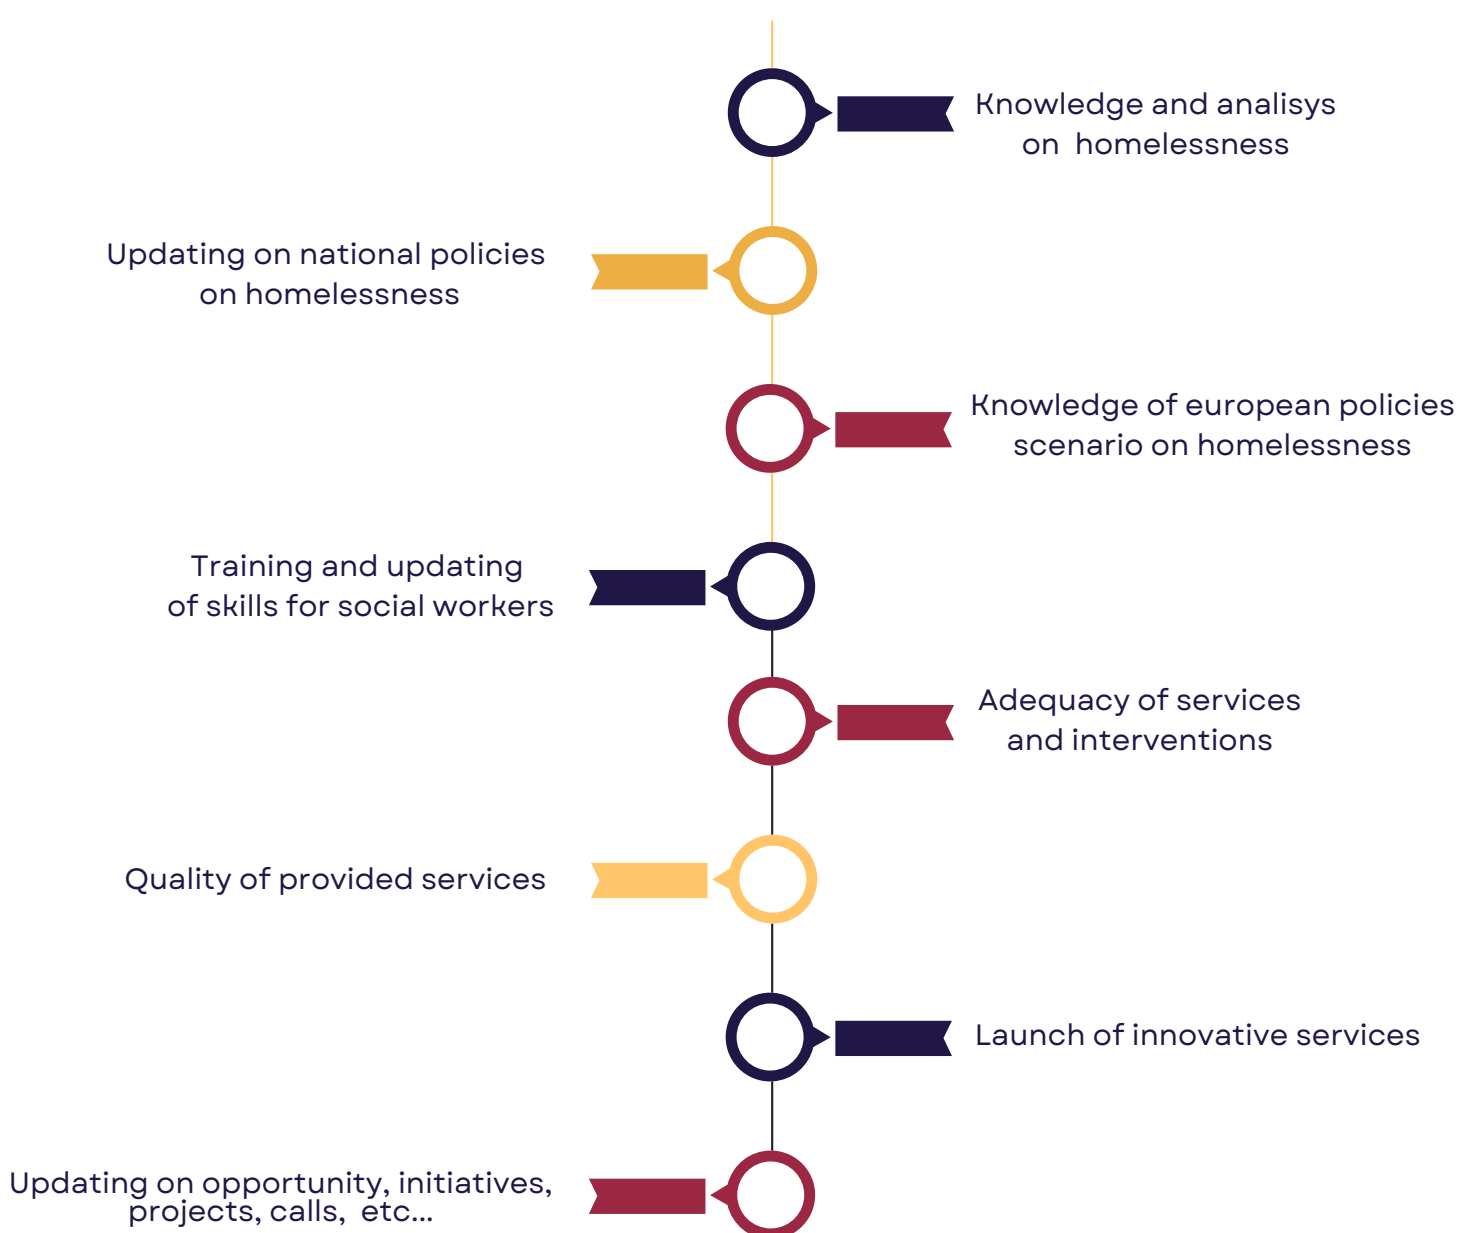 Knowledge and analisys
on homelessness
Updating on national policies
on homelessness
Knowledge of european policies
scenario on homelessness
Training and updating
of skills for social workers
Adequacy of services
and interventions
Quality of provided services
Launch of innovative services
Updating on opportunity, initiatives,
projects, calls, etc...